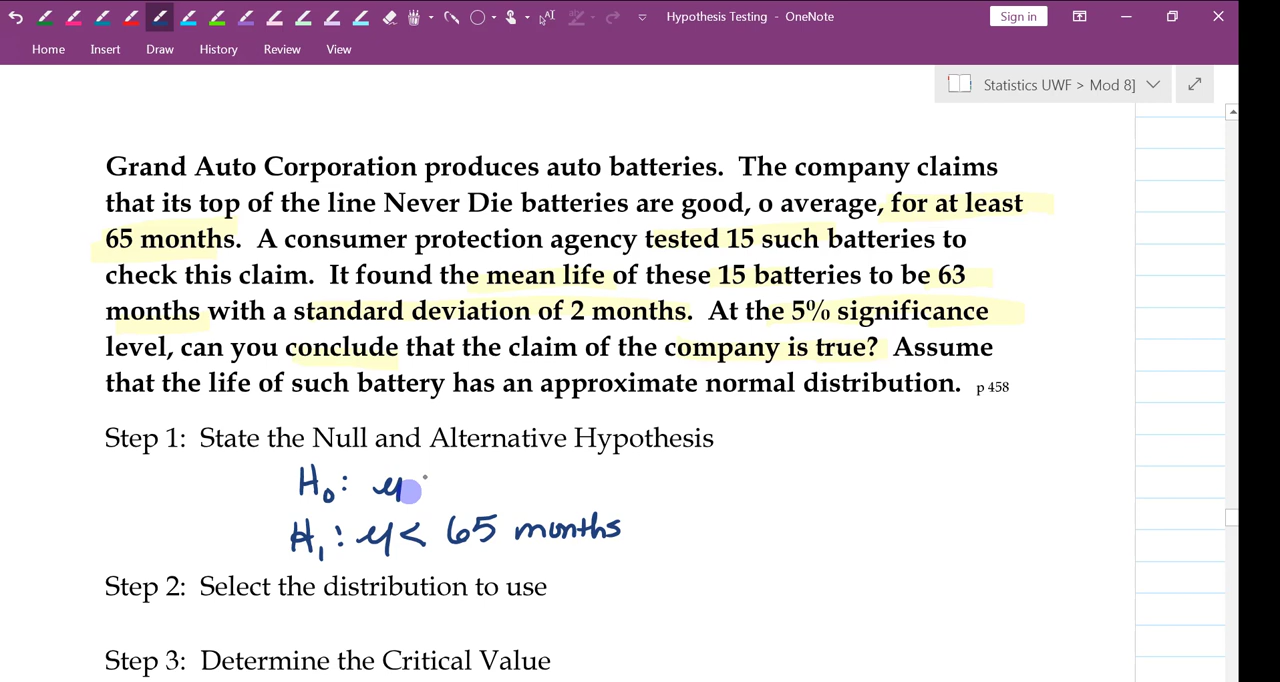 Hypothesis Testing - OneNote
Sign in
Home Insert Draw History Review View
Statistics UWF > Mod 8]
Grand Auto Corporation produces auto batteries. The company claims
that its top of the line Never Die batteries are good, o average, for at least
65 months. A consumer protection agency tested 15 such batteries to
check this claim. It found the mean life of these 15 batteries to be 63
months with a standard deviation of 2 months. At the 5% significance
level, can you conclude that the claim of the company is true? Assume
that the life of such battery has an approximate normal distribution. p 458
Step 1: State the Null and Alternative Hypothesis
H₀: μ
H₁: μ < 65 months
Step 2: Select the distribution to use
Step 3: Determine the Critical Value